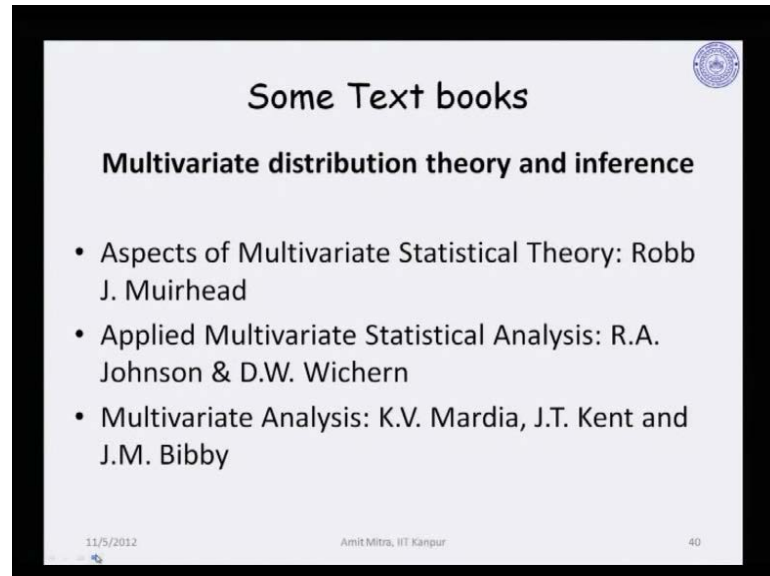 Some Text books
Multivariate distribution theory and inference
• Aspects of Multivariate Statistical Theory: Robb
J. Muirhead
• Applied Multivariate Statistical Analysis: R.A.
Johnson & D.W. Wichern
• Multivariate Analysis: K.V. Mardia, J.T. Kent and
J.M. Bibby
11/5/2012 Amit Mitra, IIT Kanpur 40